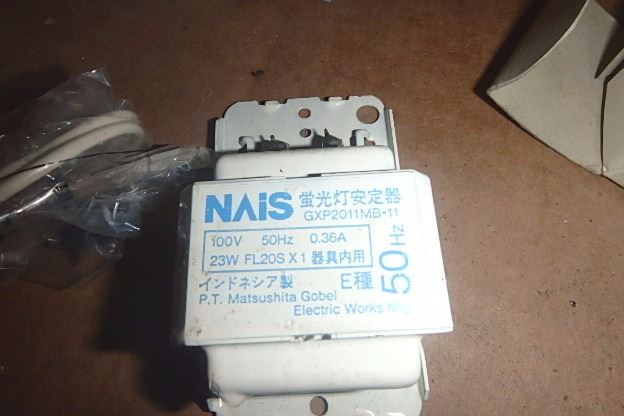 NAiS 蛍光灯安定器
GXP2011MB-11
100V 50Hz 0.36A
23W FL20S X1 器具内用
インドネシア製 E種
P.T. Matsushita Gobel
Electric Works Mfg
50Hz